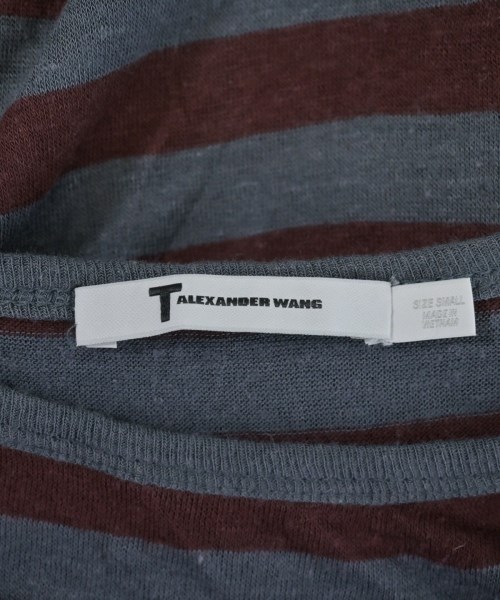 T ALEXANDER WANG
SIZE SMALL
MADE IN
VIETNAM